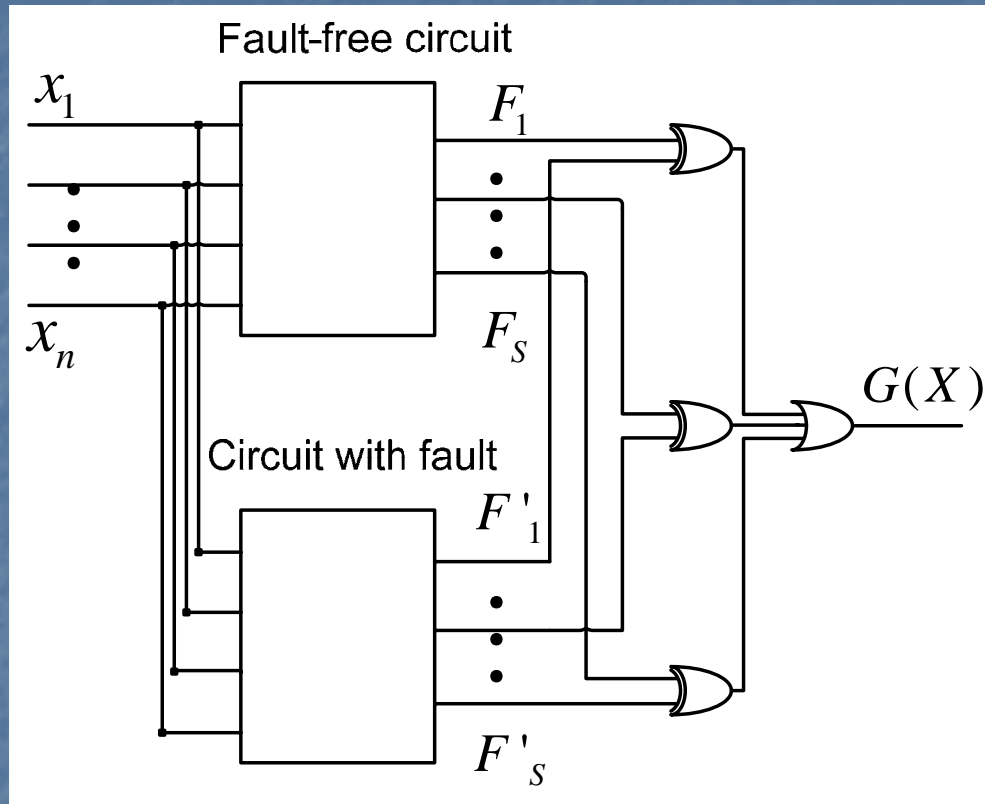 Fault-free circuit
x₁
F₁
xₙ
Fₛ
G(X)
Circuit with fault
F'₁
F'ₛ